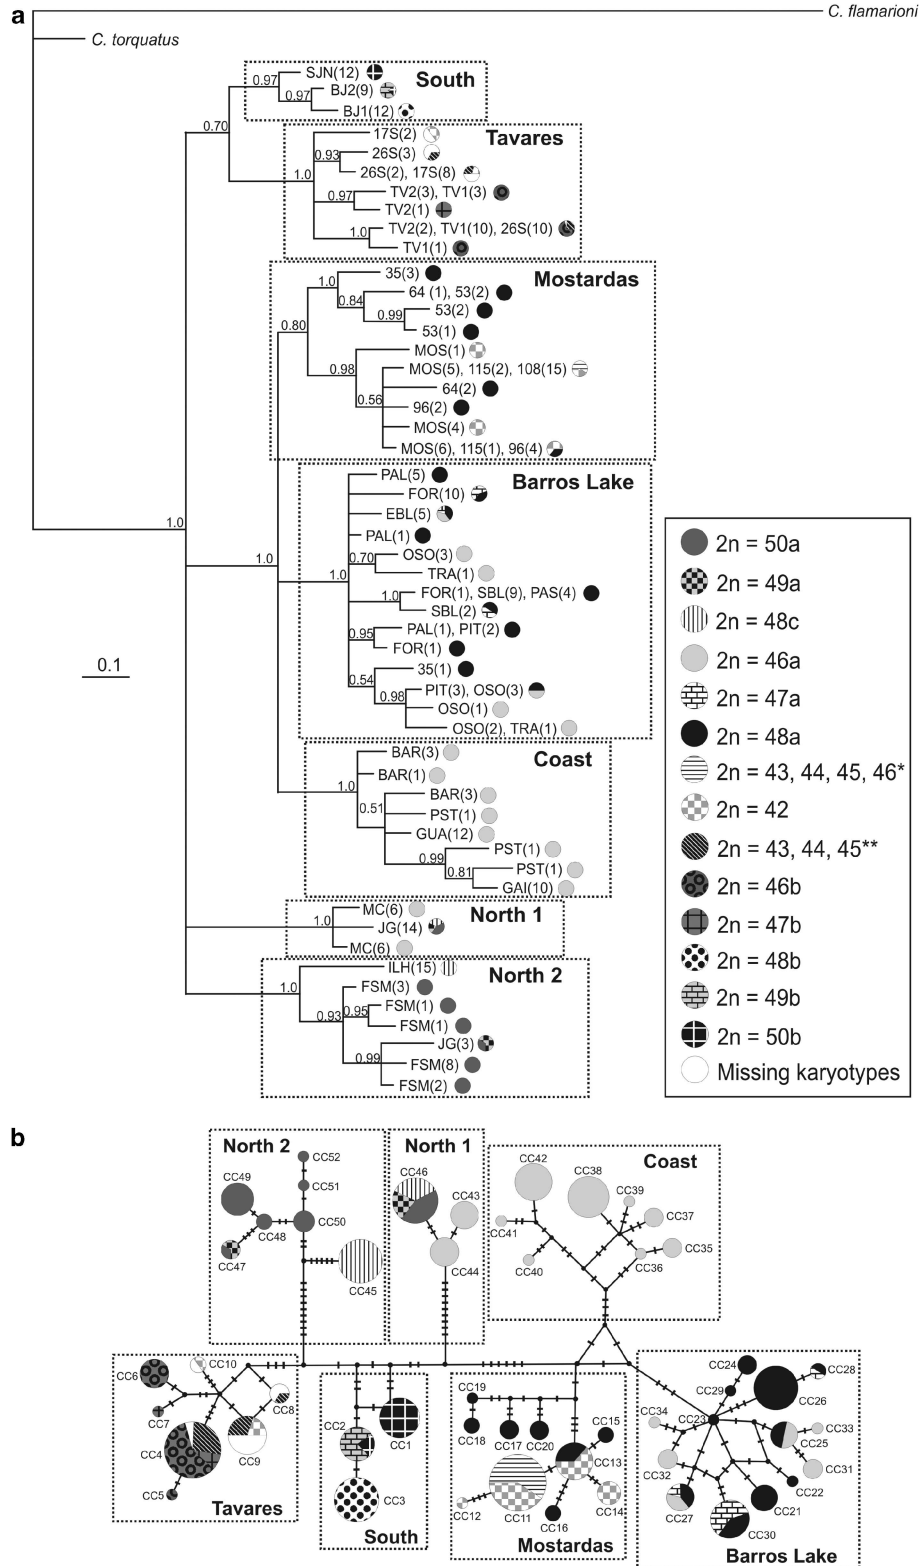 a
C. flamarioni
C. torquatus
0.97
SJN(12)
South
BJ2(9)
0.97
BJ1(12)
0.70
17S(2)
Tavares
0.93
26S(3)
26S(2), 17S(8)
1.0
TV2(3), TV1(3)
0.97
TV2(1)
TV2(2), TV1(10), 26S(10)
1.0
TV1(1)
35(3)
Mostardas
1.0
64 (1), 53(2)
0.84
53(2)
0.99
53(1)
0.80
MOS(1)
MOS(5), 115(2), 108(15)
0.98
64(2)
0.56
96(2)
MOS(4)
MOS(6), 115(1), 96(4)
PAL(5)
Barros Lake
FOR(10)
EBL(5)
1.0
PAL(1)
OSO(3)
0.70
1.0
TRA(1)
1.0
FOR(1), SBL(9), PAS(4)
1.0
SBL(2)
PAL(1), PIT(2)
0.95
FOR(1)
35(1)
0.54
PIT(3), OSO(3)
0.98
OSO(1)
OSO(2), TRA(1)
BAR(3)
Coast
BAR(1)
1.0
BAR(3)
0.51
PST(1)
GUA(12)
PST(1)
0.99
PST(1)
0.81
GAI(10)
MC(6)
North 1
1.0
JG(14)
MC(6)
ILH(15)
North 2
1.0
FSM(3)
FSM(1)
0.95
0.93
FSM(1)
JG(3)
0.99
FSM(8)
FSM(2)
0.1
2n = 50a
2n = 49a
2n = 48c
2n = 46a
2n = 47a
2n = 48a
2n = 43, 44, 45, 46*
2n = 42
2n = 43, 44, 45**
2n = 46b
2n = 47b
2n = 48b
2n = 49b
2n = 50b
Missing karyotypes
b
North 2
CC52
CC49
CC51
CC50
CC48
CC47
CC45
North 1
CC46
CC43
CC44
Coast
CC42
CC38
CC39
CC37
CC41
CC35
CC36
CC40
CC10
CC6
CC8
CC7
CC4
CC9
CC5
Tavares
CC2
CC1
CC3
South
CC19
CC15
CC18
CC17
CC20
CC13
CC12
CC11
CC14
CC16
Mostardas
CC24
CC28
CC29
CC26
CC34
CC23
CC33
CC25
CC32
CC31
CC22
CC27
CC21
CC30
Barros Lake